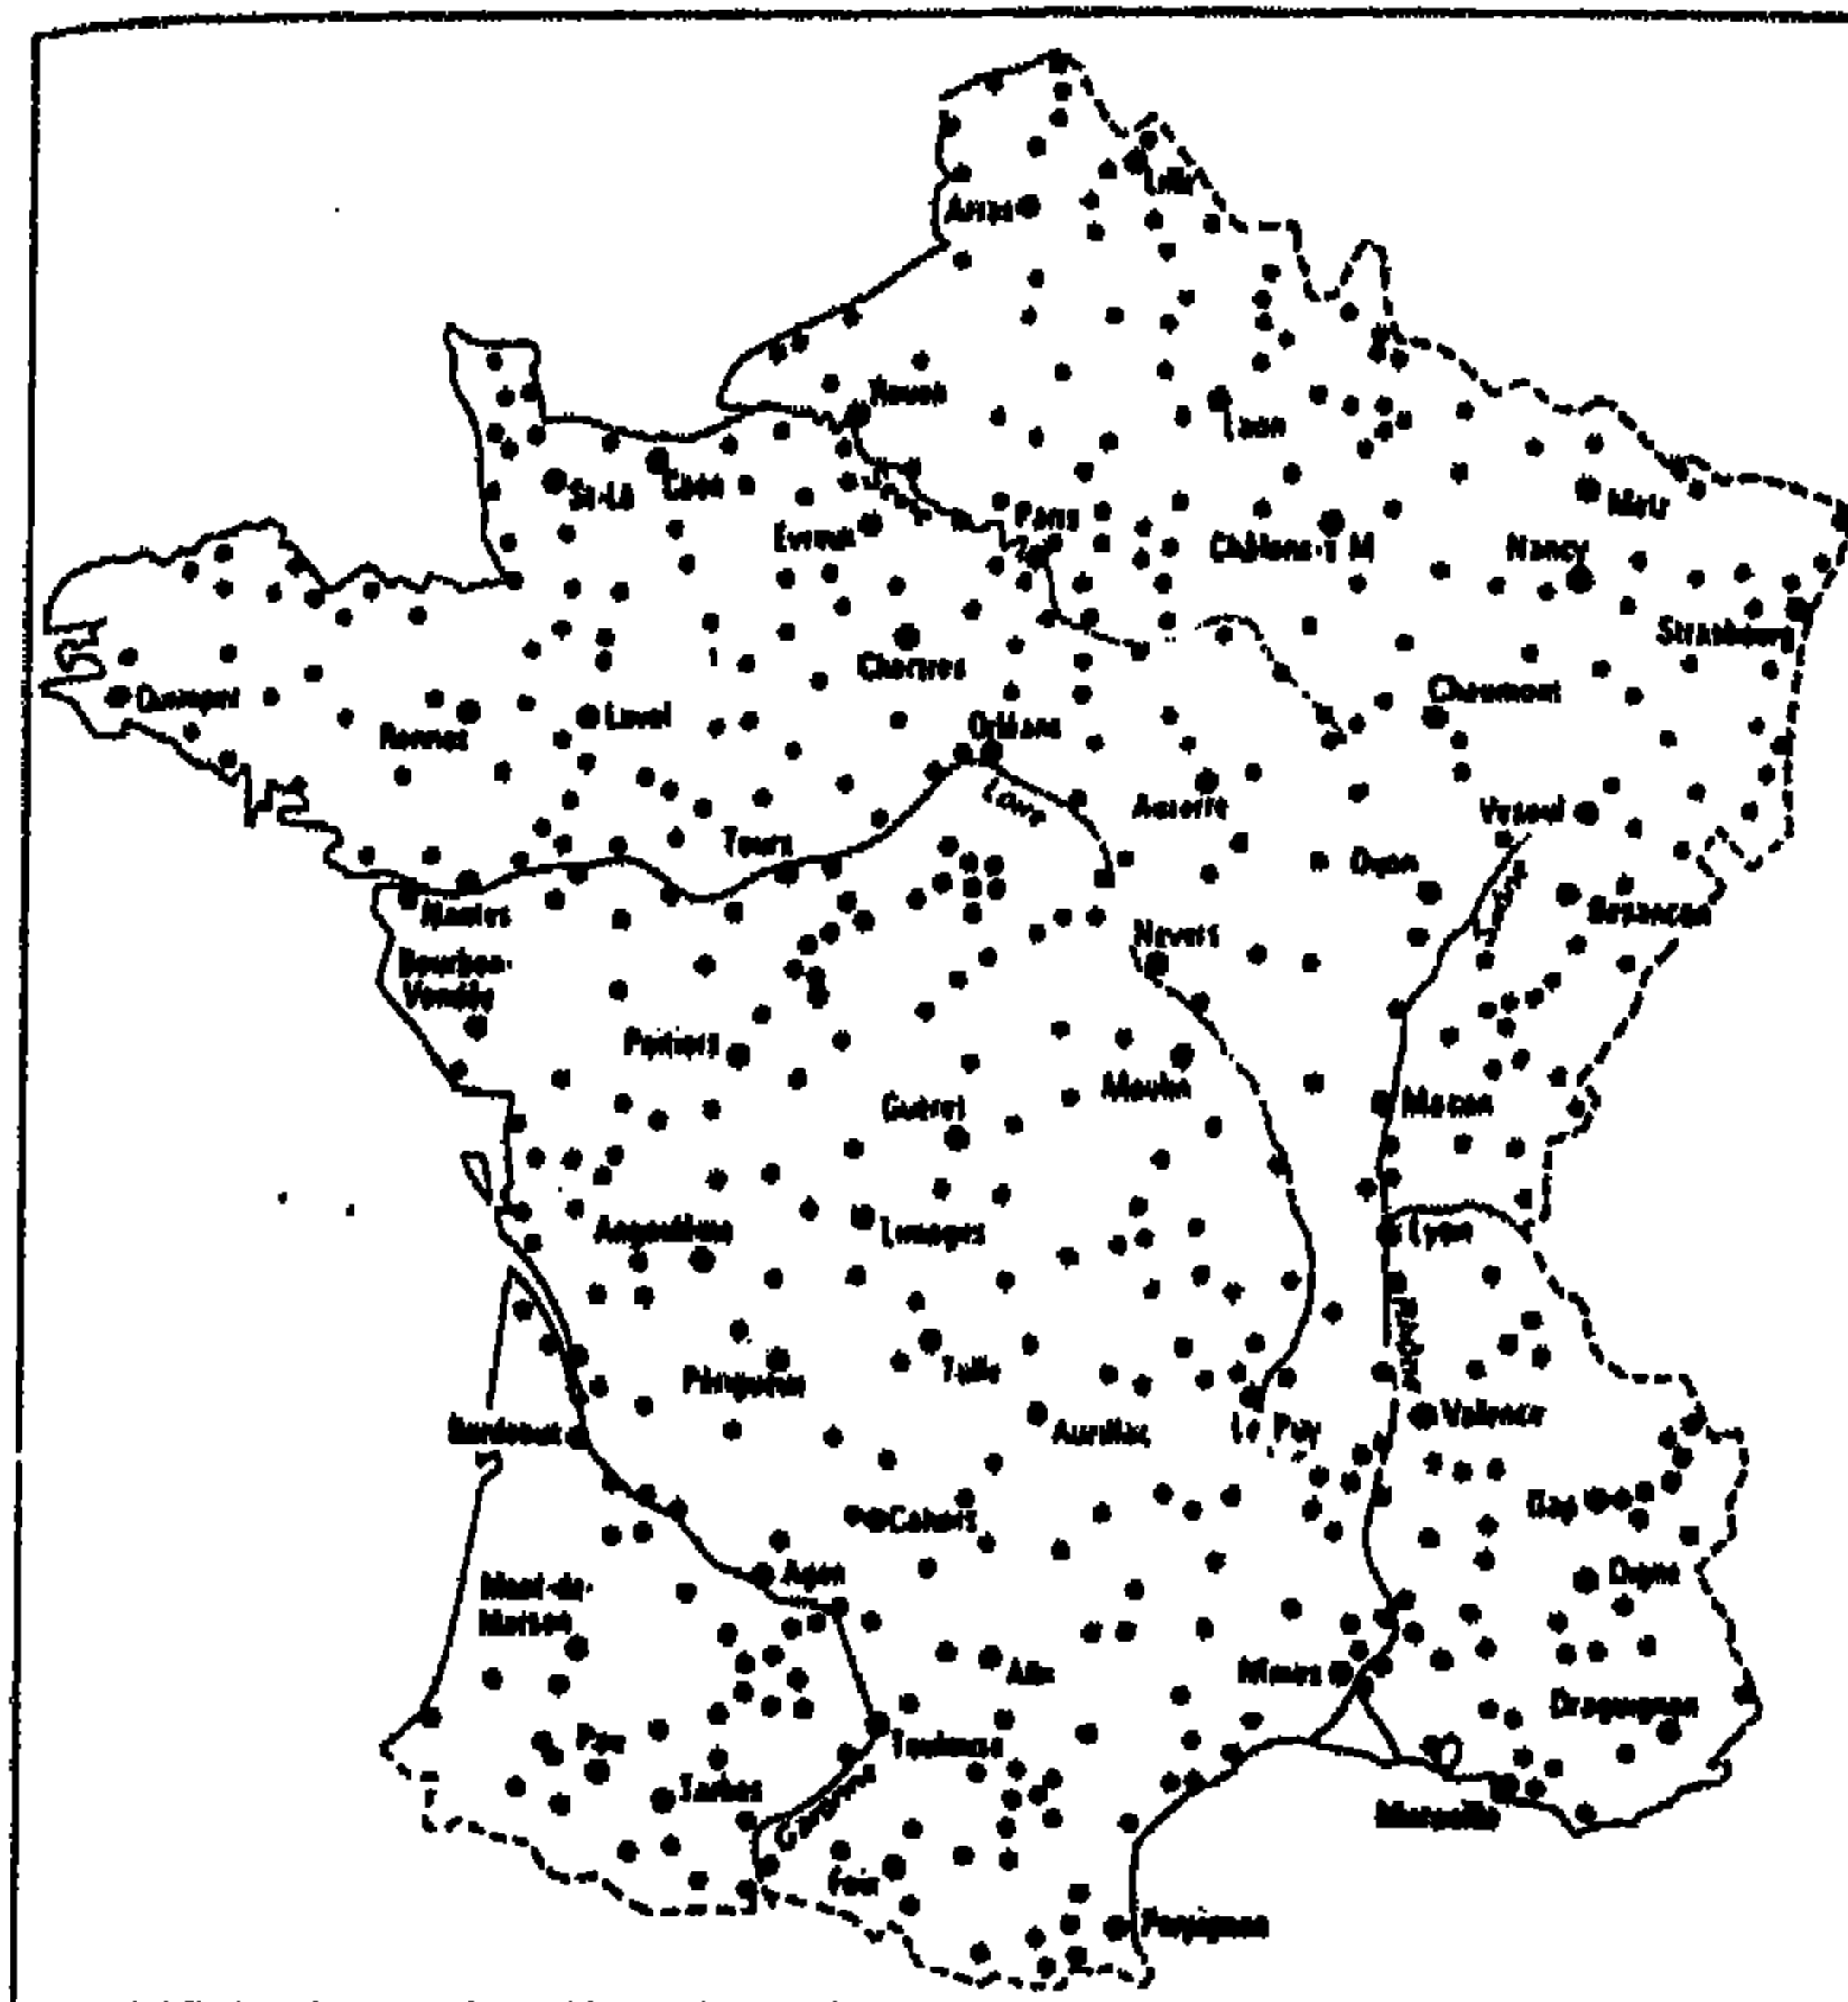 Lille
Arras
Rouen
Laon
St-Lô
Caen
Evreux
Paris
Châlons-s M
Metz
Nancy
Strasbourg
Chartres
Quimper
Rennes
Laval
Orléans
Chaumont
Auxerre
Vesoul
Tours
Loire
Dijon
Besançon
Nantes
Nevers
Bourbon-
Vendée
Poitiers
Moulins
Guéret
Macon
Angoulême
Limoges
Lyon
Périgueux
Tulle
Aurillac
Le Puy
Valence
Bordeaux
Cahors
Gap
Agen
Digne
Mont-de-
Marsan
Albi
Nimes
Draguignan
Pau
Toulouse
Tarbes
Marseille
Foix
Perpignan